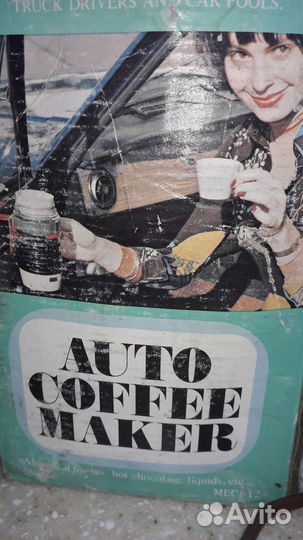 TRUCK DRIVERS AND CAR POOLS.
AUTO
COFFEE
MAKER
hot chocolate, liquids, etc
Avito